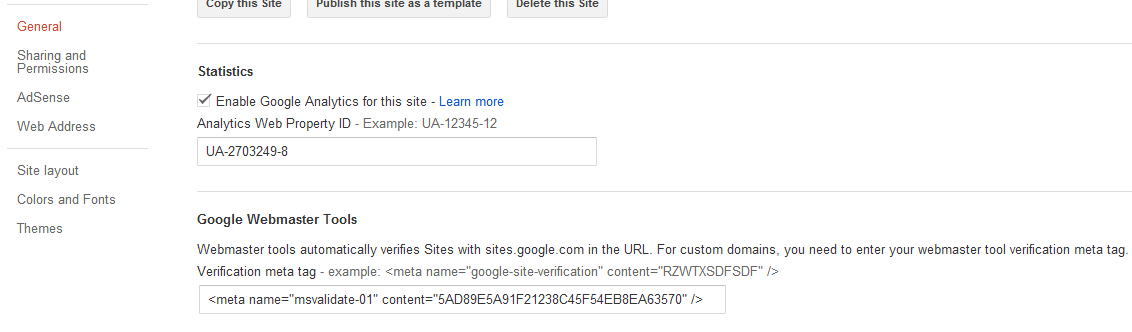 Copy this Site Publish this site as a template Delete this Site
General
Sharing and
Permissions
AdSense
Web Address
Site layout
Colors and Fonts
Themes
Statistics
Enable Google Analytics for this site - Learn more
Analytics Web Property ID - Example: UA-12345-12
UA-2703249-8
Google Webmaster Tools
Webmaster tools automatically verifies Sites with sites.google.com in the URL. For custom domains, you need to enter your webmaster tool verification meta tag.
Verification meta tag - example: <meta name="google-site-verification" content="RZWTXSDFSDF" />
<meta name="msvalidate-01" content="5AD89E5A91F21238C45F54EB8EA63570" />